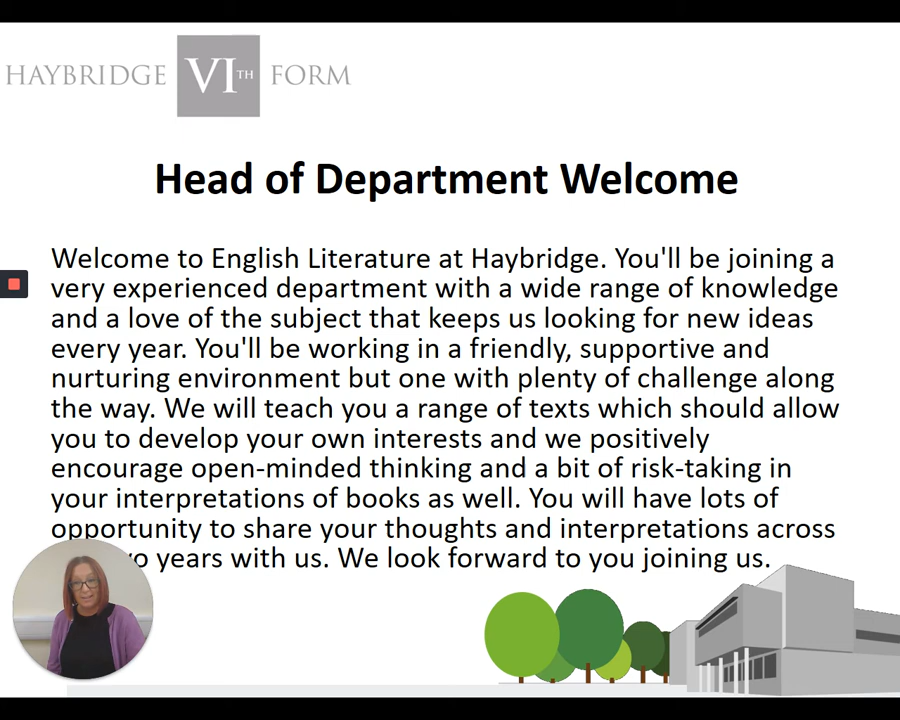 HAYBRIDGE VITH FORM
Head of Department Welcome
Welcome to English Literature at Haybridge. You'll be joining a
very experienced department with a wide range of knowledge
and a love of the subject that keeps us looking for new ideas
every year. You'll be working in a friendly, supportive and
nurturing environment but one with plenty of challenge along
the way. We will teach you a range of texts which should allow
you to develop your own interests and we positively
encourage open-minded thinking and a bit of risk-taking in
your interpretations of books as well. You will have lots of
opportunity to share your thoughts and interpretations across
years with us. We look forward to you joining us.